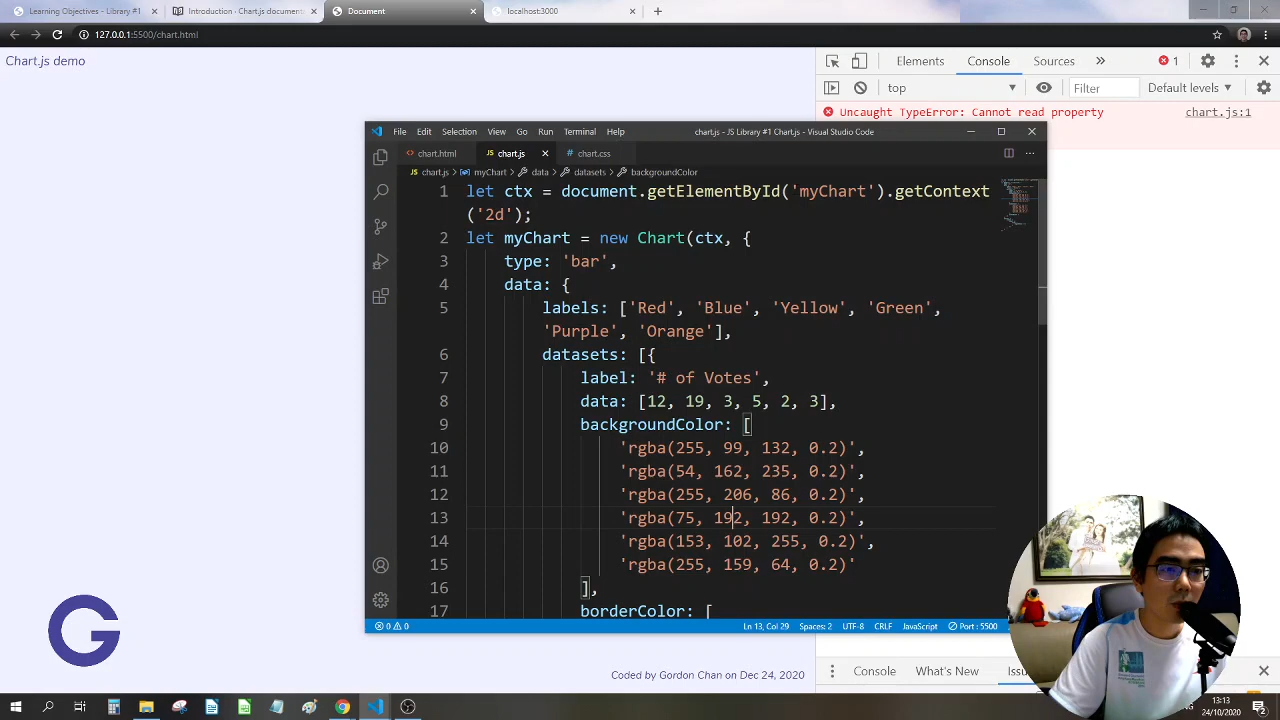 Learning Objectives - Library #1
Introduction · Chart.js document
Document
localhost:3000
127.0.0.1:5500/chart.html
Chart.js demo
Elements
Console
Sources
1
top
Filter
Default levels
Uncaught TypeError: Cannot read property
chart.js:1
File Edit Selection View Go Run Terminal Help
chart.js - JS Library #1 Chart.js - Visual Studio Code
chart.html
chart.js
chart.css
chart.js > myChart > data > datasets > backgroundColor
1 let ctx = document.getElementById('myChart').getContext
('2d');
2 let myChart = new Chart(ctx, {
3 type: 'bar',
4 data: {
5 labels: ['Red', 'Blue', 'Yellow', 'Green',
'Purple', 'Orange'],
6 datasets: [{
7 label: '# of Votes',
8 data: [12, 19, 3, 5, 2, 3],
9 backgroundColor: [
10 'rgba(255, 99, 132, 0.2)',
11 'rgba(54, 162, 235, 0.2)',
12 'rgba(255, 206, 86, 0.2)',
13 'rgba(75, 192, 192, 0.2)',
14 'rgba(153, 102, 255, 0.2)',
15 'rgba(255, 159, 64, 0.2)'
16 ],
17 borderColor: [
0 0
Ln 13, Col 29
Spaces: 2
UTF-8
CRLF
JavaScript
Port : 5500
G
Coded by Gordon Chan on Dec 24, 2020
Console
What's New
13:13
24/10/2020
2